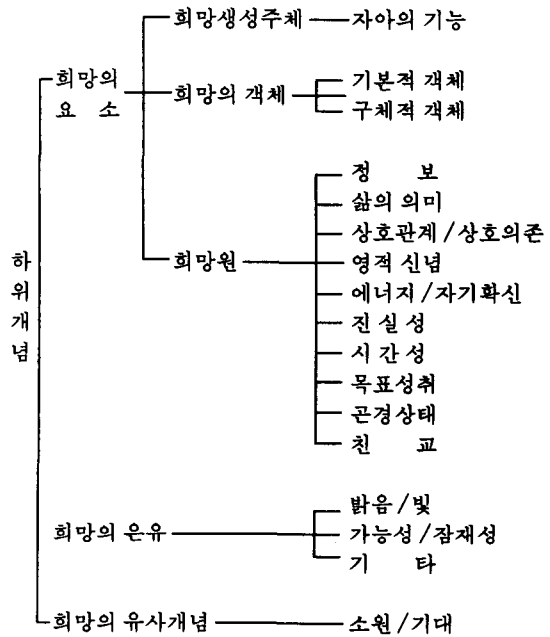 희망생성주체 자아의 기능
희망의 요소
희망의 객체
기본적 객체
구체적 객체
희망원
정 보
삶의 의미
상호관계/상호의존
영적 신념
에너지/자기확신
진실성
시간성
목표성취
곤경상태
친 교
하위개념
희망의 은유
밝음/빛
가능성/잠재성
기 타
희망의 유사개념 소원/기대